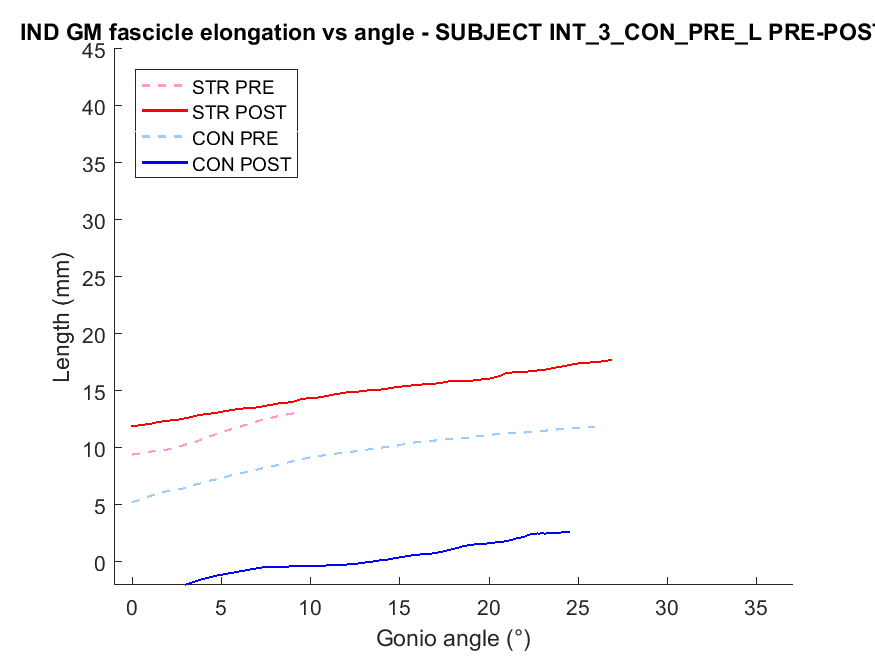 IND GM fascicle elongation vs angle - SUBJECT INT_3_CON_PRE_L PRE-POST
45
40
35
30
25
20
15
10
5
0
Length (mm)
STR PRE
STR POST
CON PRE
CON POST
0 5 10 15 20 25 30 35
Gonio angle (°)